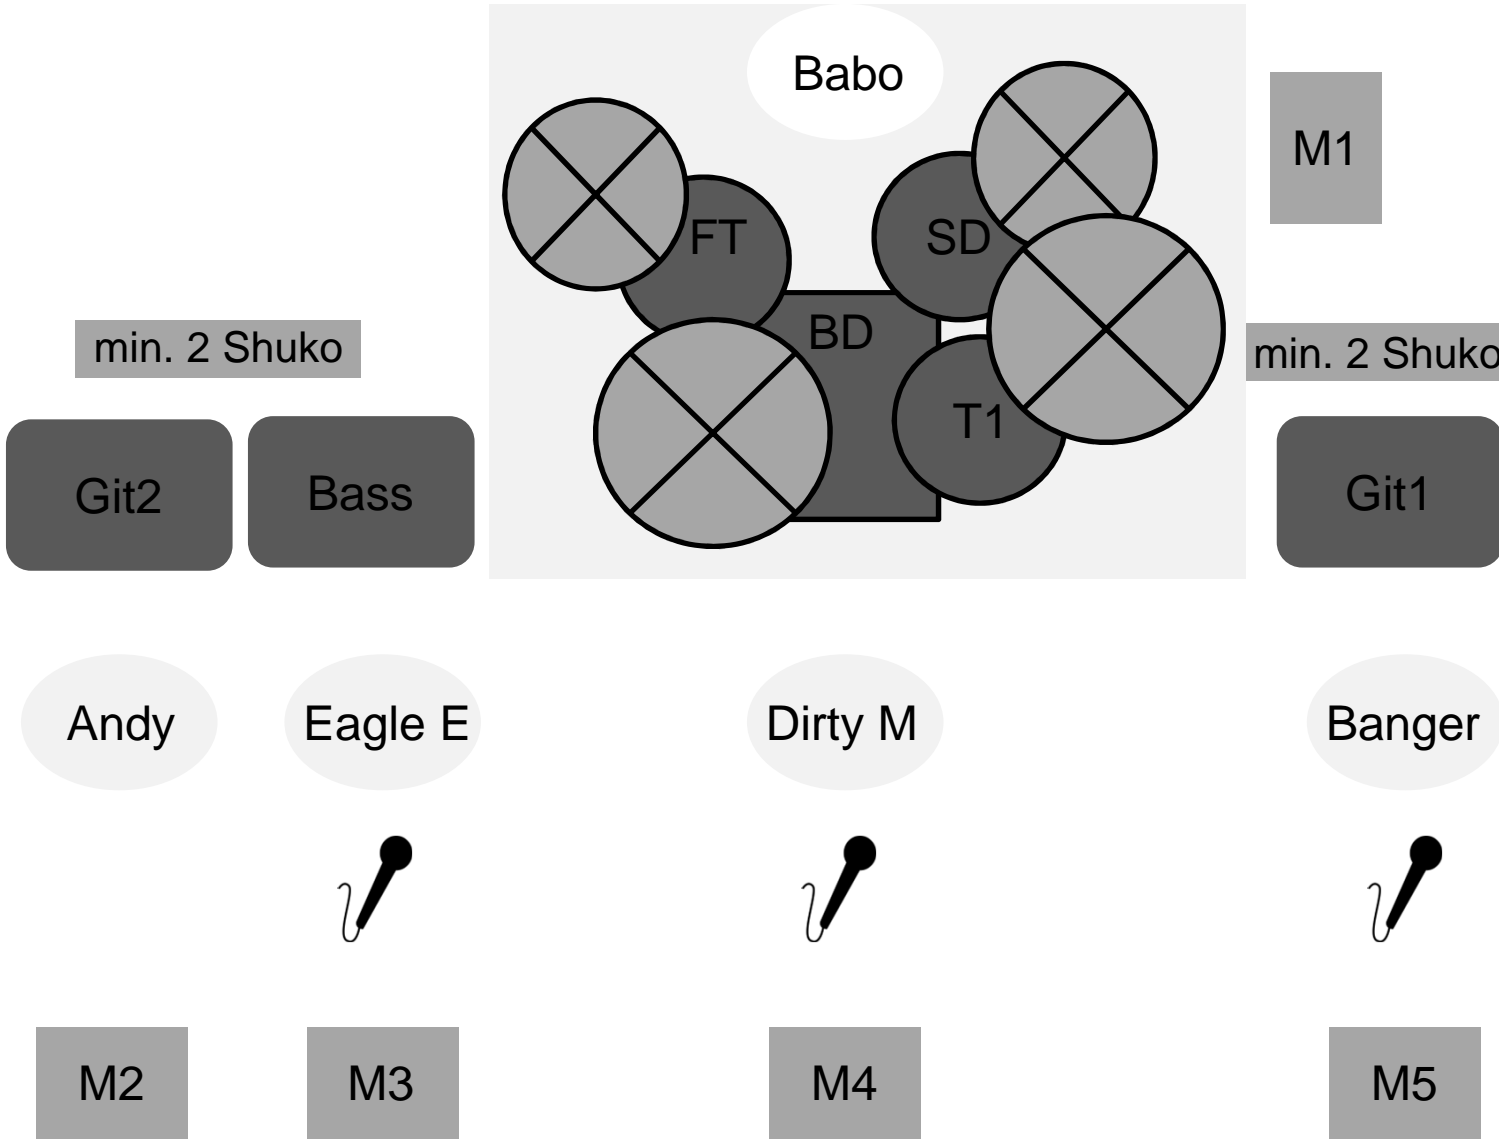 Babo
M1
FT
SD
BD
T1
min. 2 Shuko
min. 2 Shuko
Git2
Bass
Git1
Andy
Eagle E
Dirty M
Banger
M2
M3
M4
M5